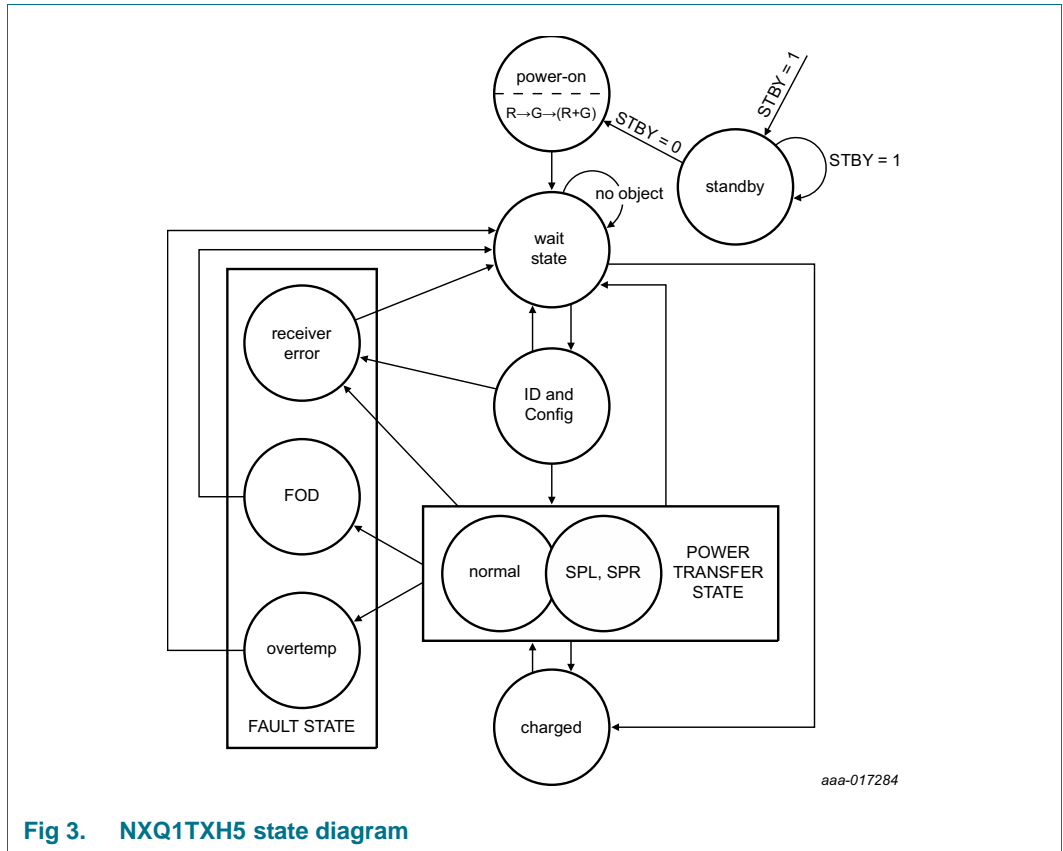 power-on
R→G→(R+G)
STBY = 0
STBY = 1
STBY = 1
standby
no object
wait
state
receiver
error
ID and
Config
FOD
normal
SPL, SPR
POWER
TRANSFER
STATE
overtemp
FAULT STATE
charged
aaa-017284
Fig 3. NXQ1TXH5 state diagram